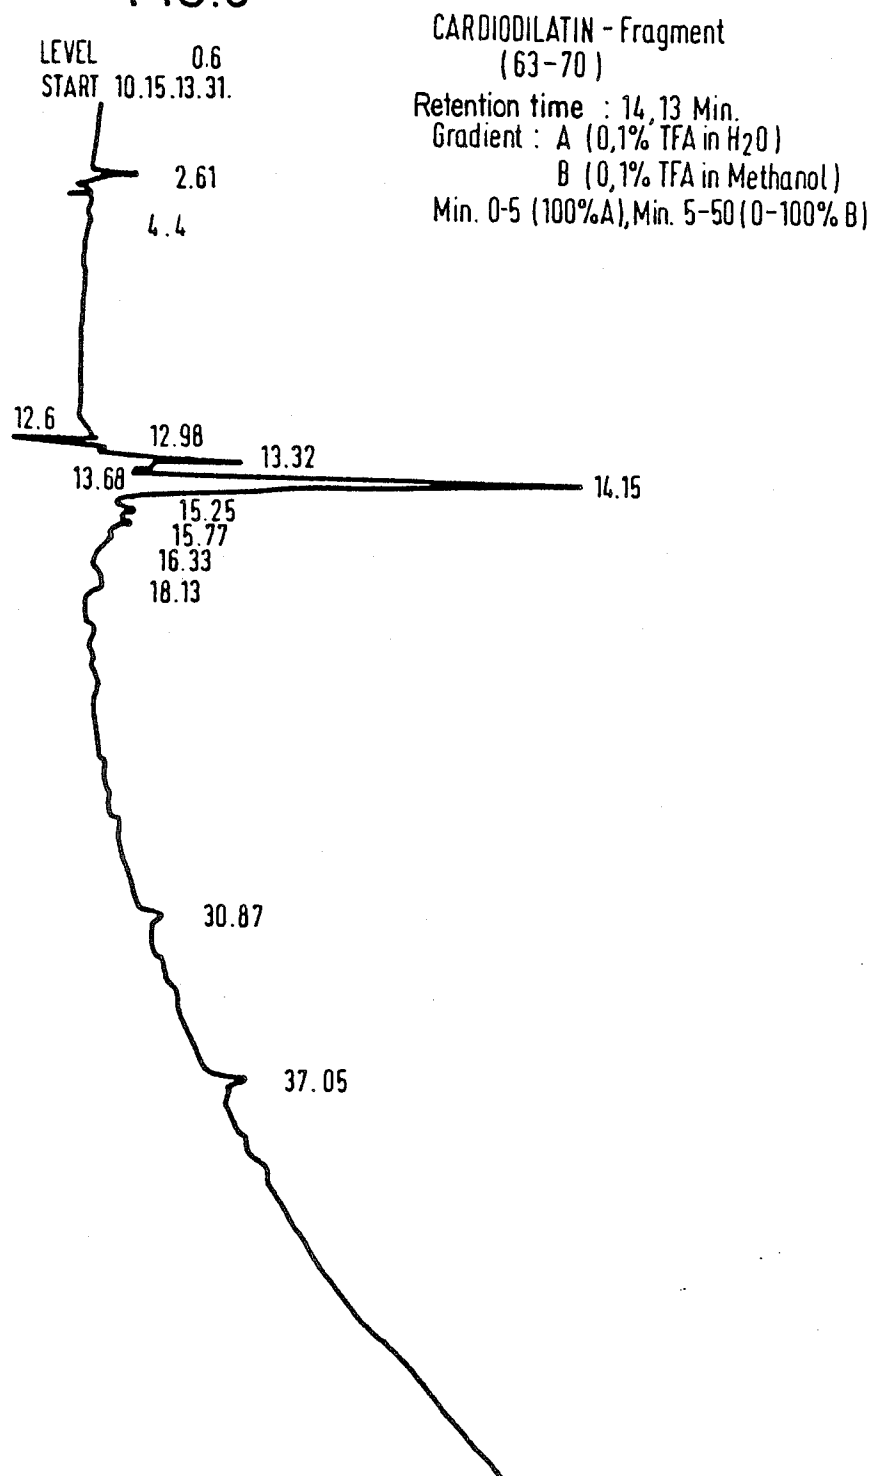 LEVEL 0.6
START 10.15.13.31.
CARDIODILATIN - Fragment
(63-70)
Retention time : 14,13 Min.
Gradient : A (0,1% TFA in H2O)
B (0,1% TFA in Methanol)
Min. 0-5 (100%A), Min. 5-50 (0-100% B)
2.61
4.4
12.6
12.98
13.32
13.68
14.15
15.25
15.77
16.33
18.13
30.87
37.05